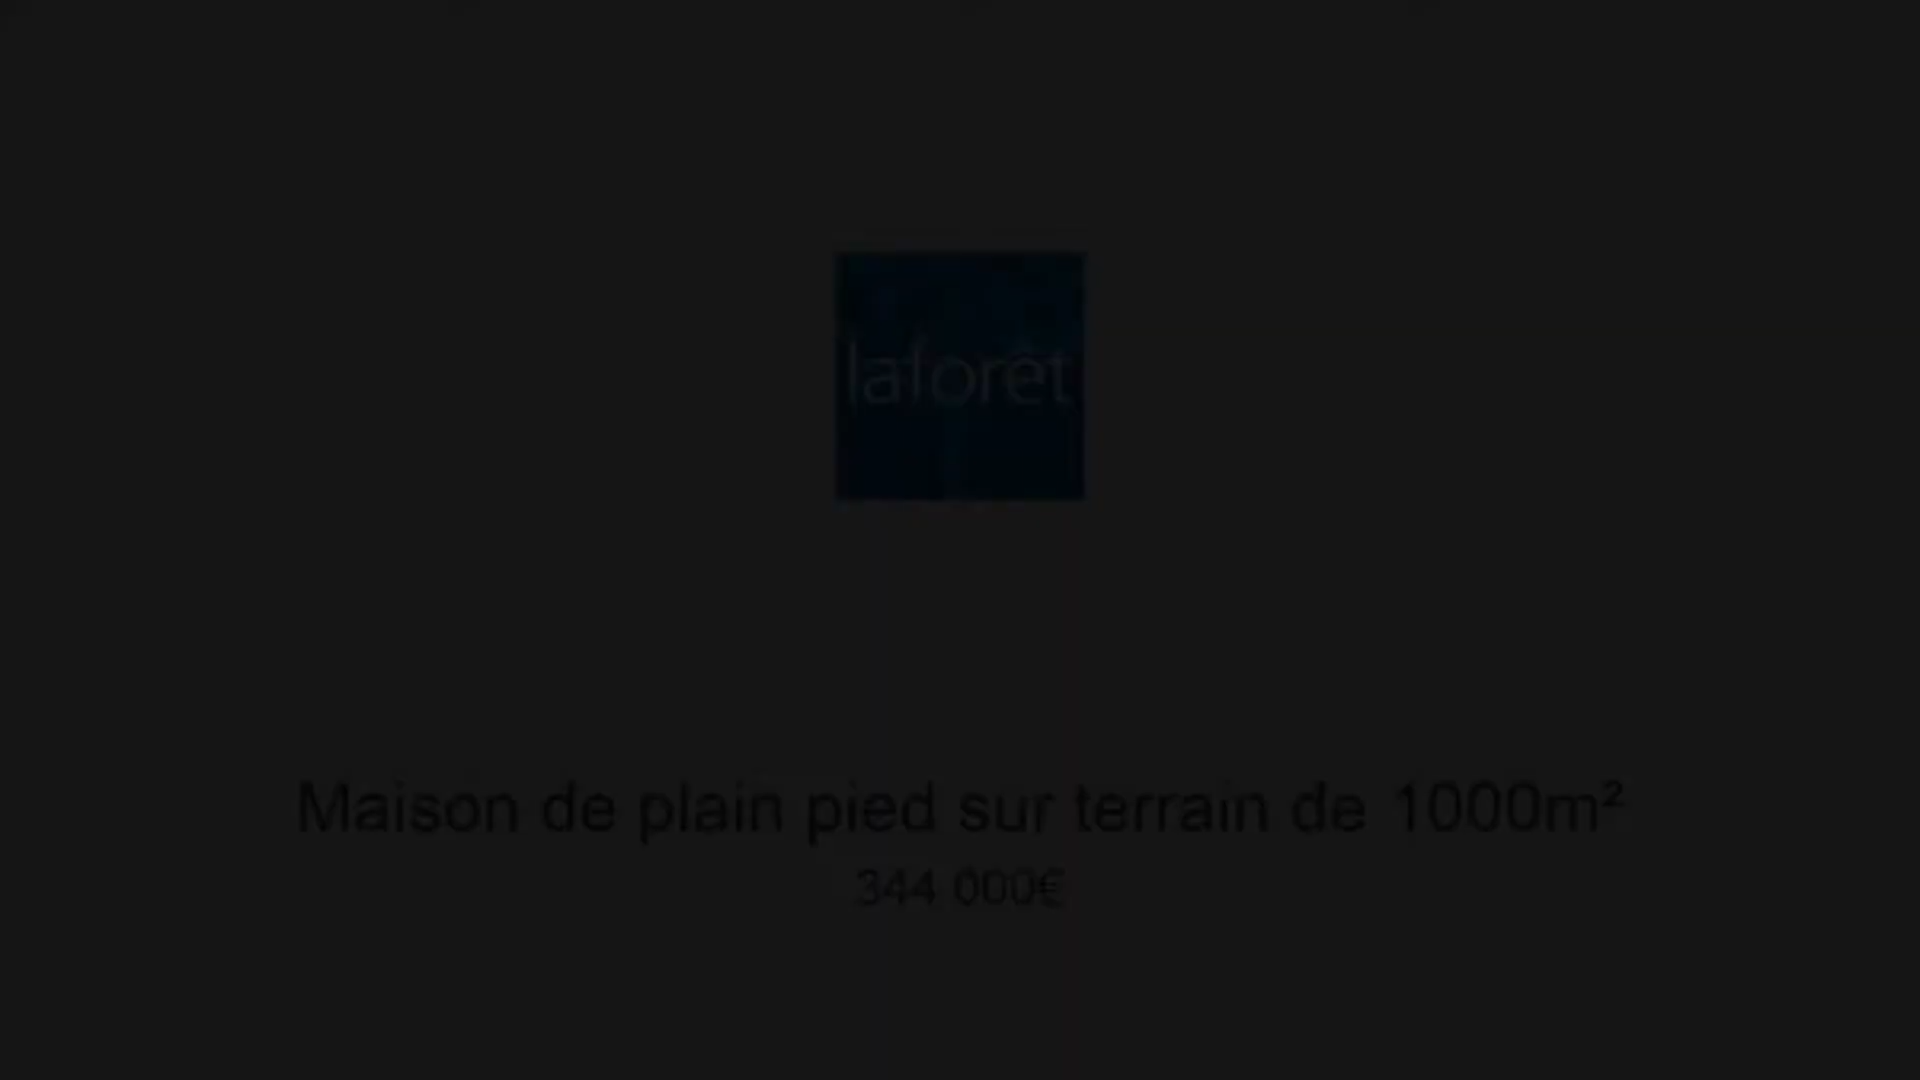 laforêt
Maison de plain pied sur terrain de 1000m²
344 000€